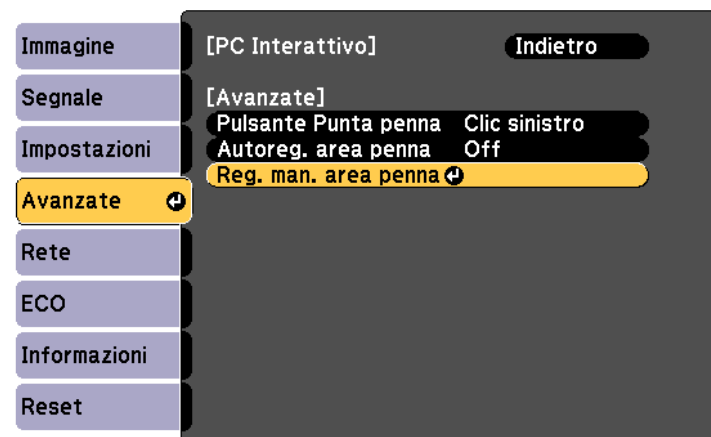 Immagine
Segnale
Impostazioni
Avanzate
Rete
ECO
Informazioni
Reset
[PC Interattivo] Indietro
[Avanzate]
Pulsante Punta penna Clic sinistro
Autoreg. area penna Off
Reg. man. area penna